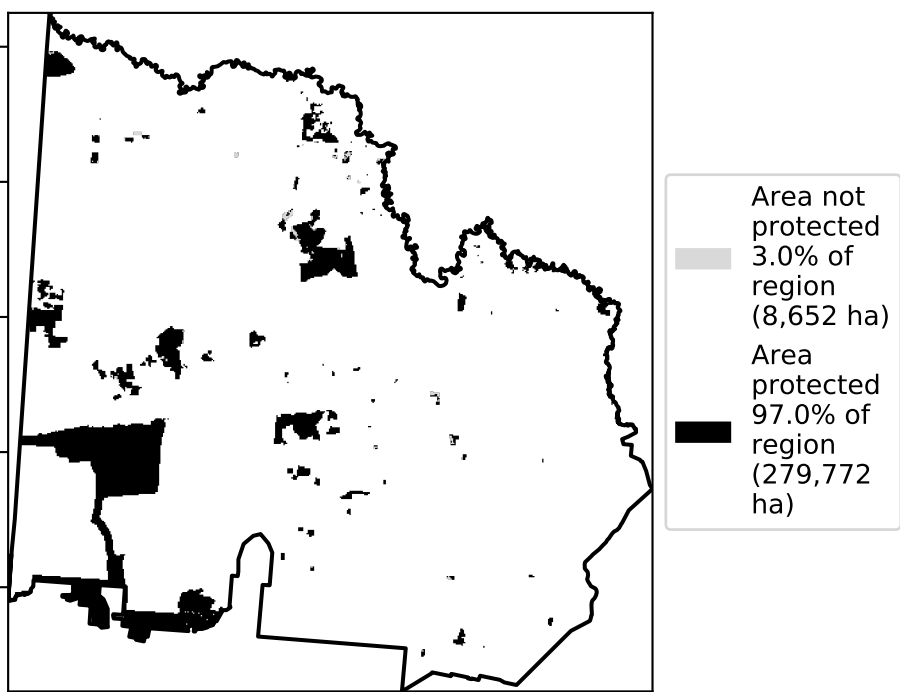 Area not
protected
3.0% of
region
(8,652 ha)
Area
protected
97.0% of
region
(279,772
ha)